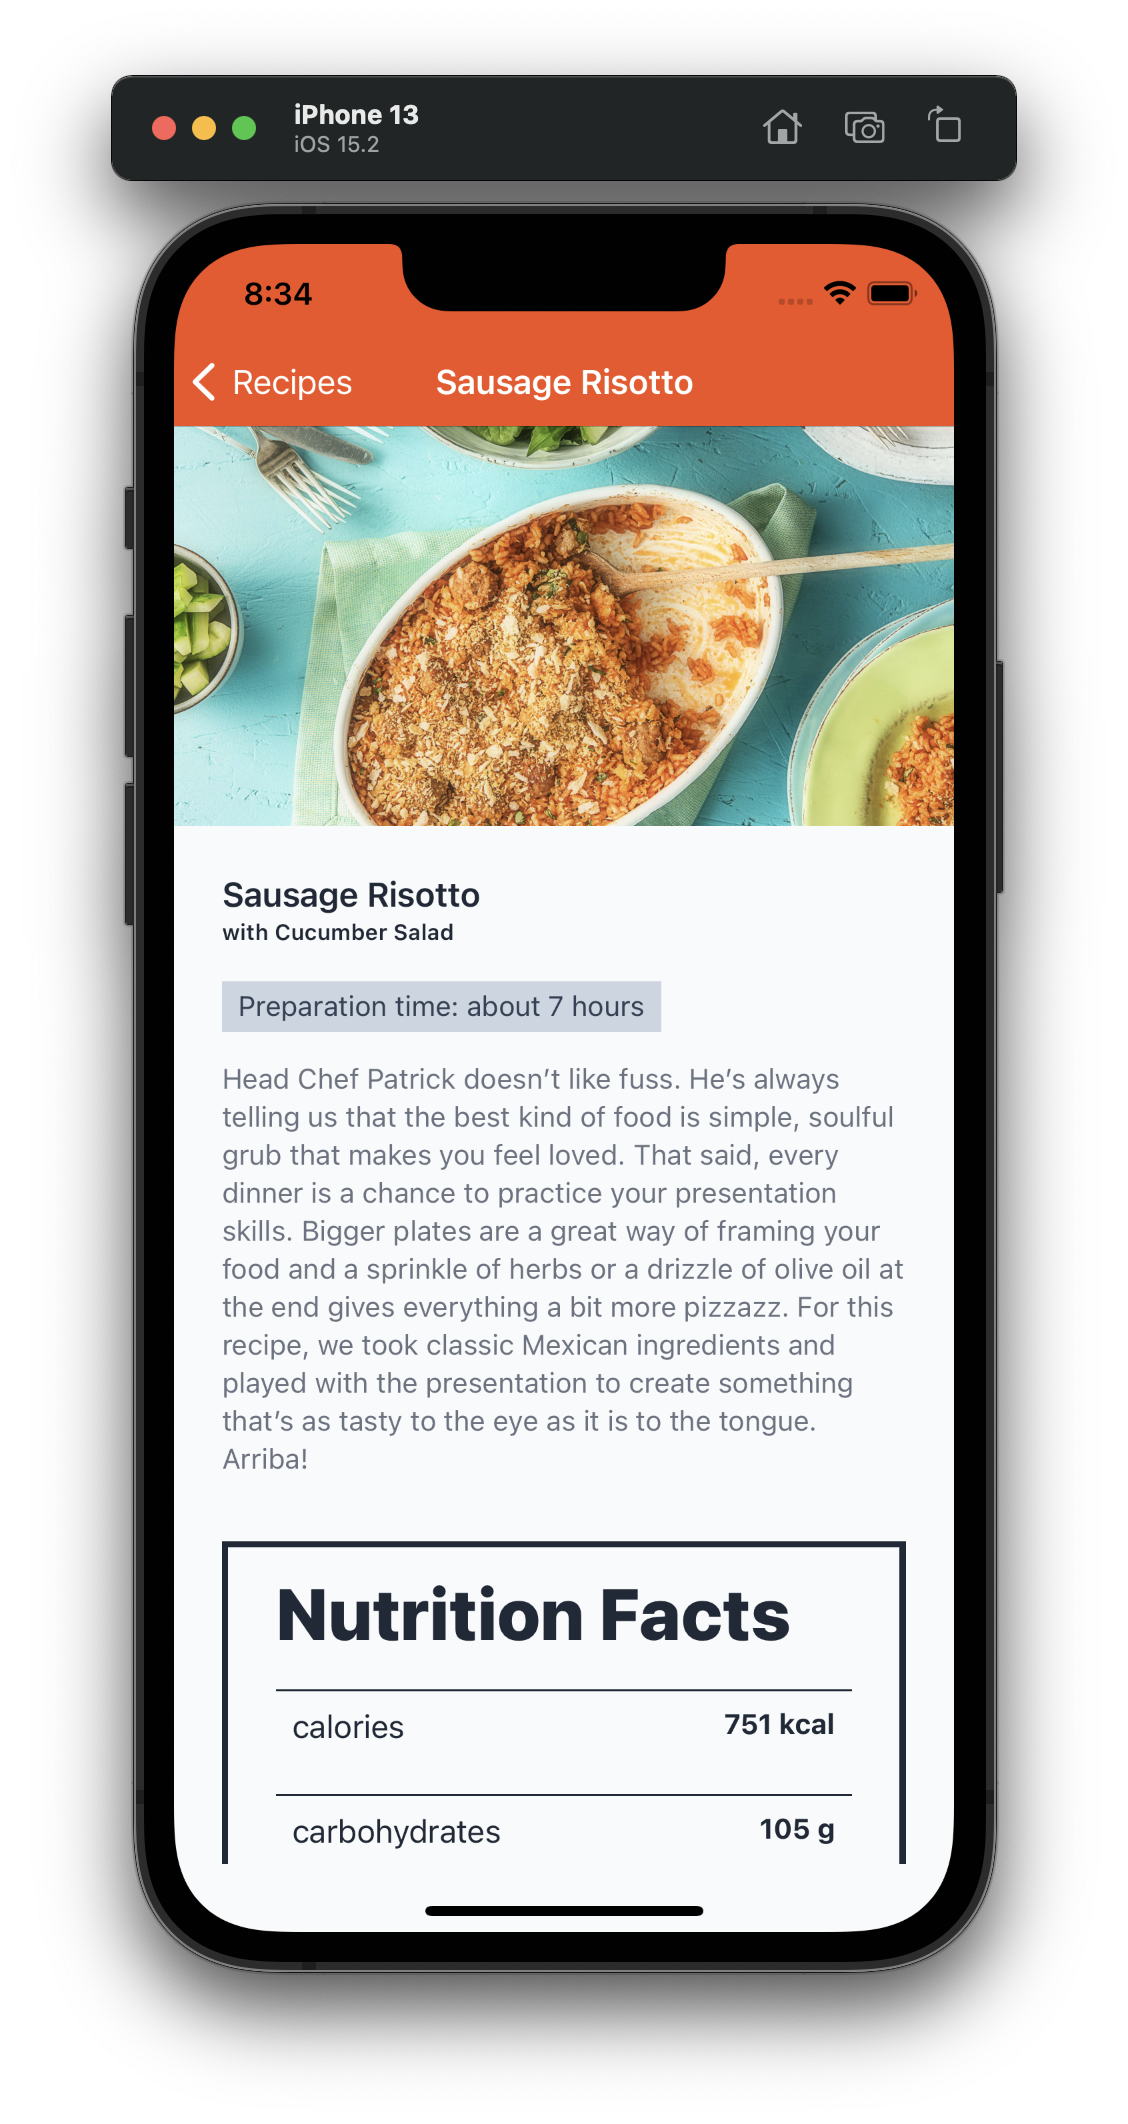 iPhone 13
iOS 15.2
8:34
Recipes
Sausage Risotto
Sausage Risotto
with Cucumber Salad
Preparation time: about 7 hours
Head Chef Patrick doesn’t like fuss. He’s always
telling us that the best kind of food is simple, soulful
grub that makes you feel loved. That said, every
dinner is a chance to practice your presentation
skills. Bigger plates are a great way of framing your
food and a sprinkle of herbs or a drizzle of olive oil at
the end gives everything a bit more pizzazz. For this
recipe, we took classic Mexican ingredients and
played with the presentation to create something
that’s as tasty to the eye as it is to the tongue.
Arriba!
Nutrition Facts
calories 751 kcal
carbohydrates 105 g